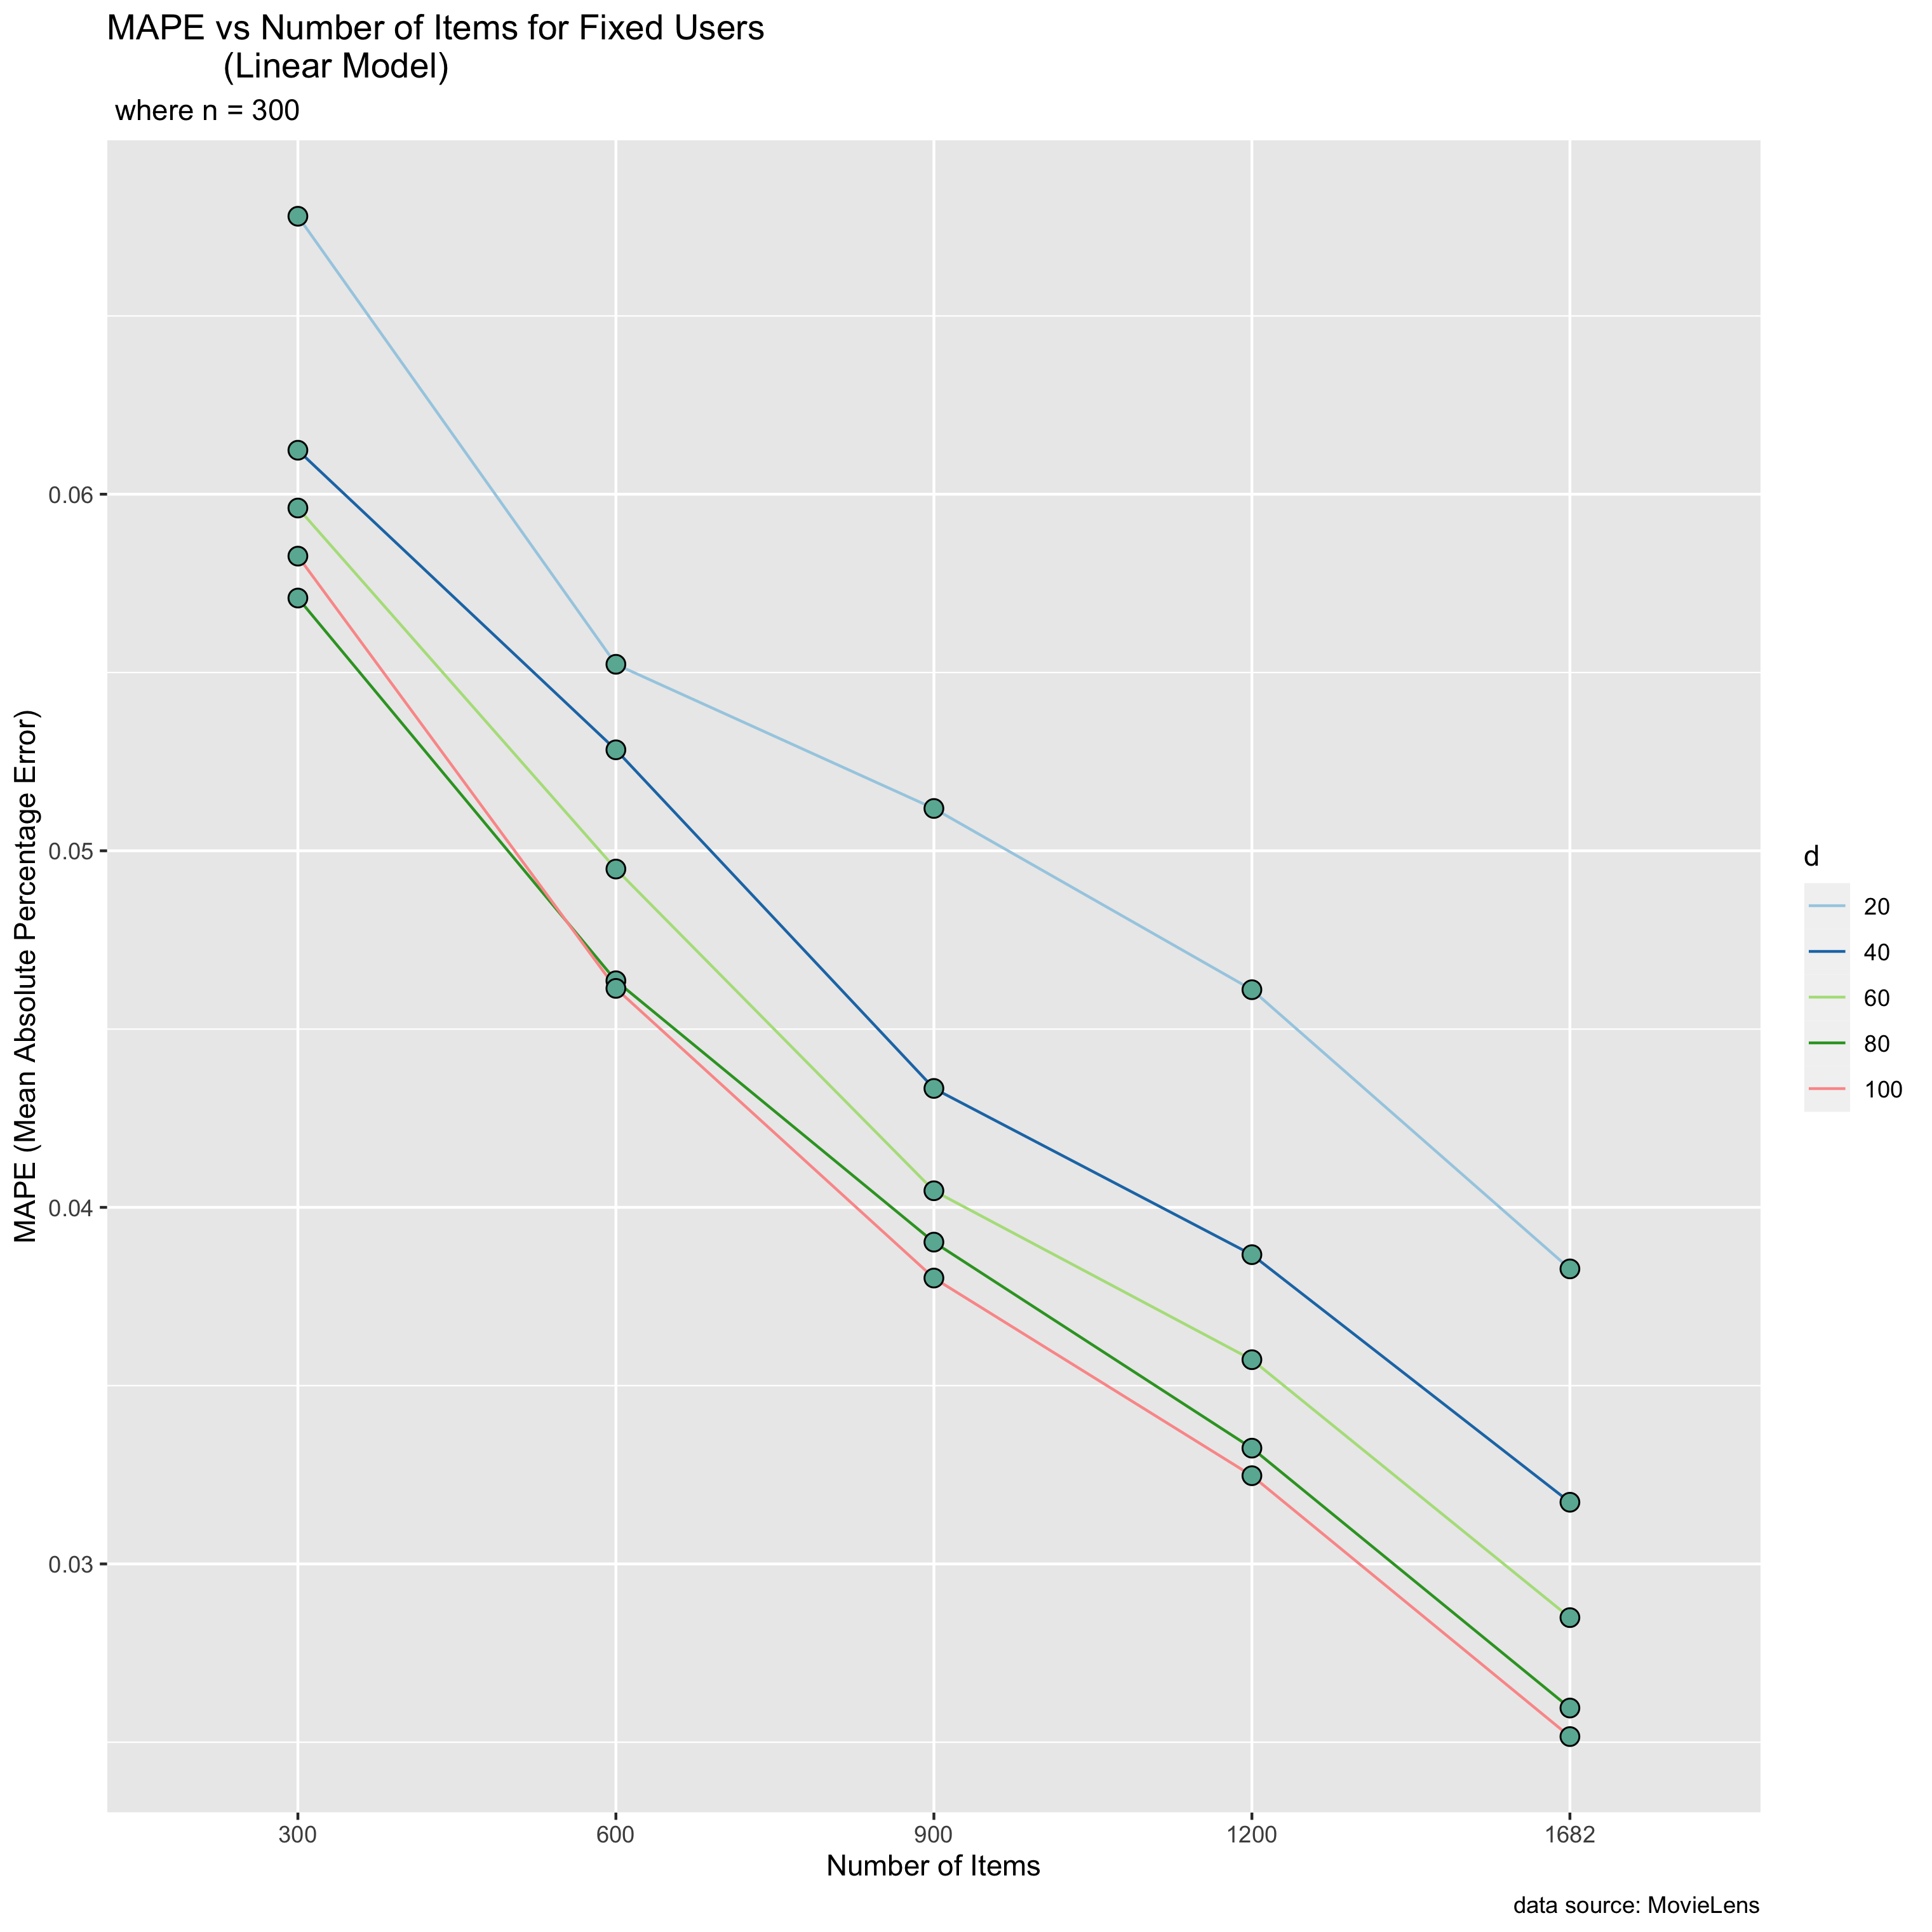 MAPE vs Number of Items for Fixed Users
(Linear Model)
where n = 300
MAPE (Mean Absolute Percentage Error)
0.06
0.05
0.04
0.03
300
600
900
1200
1682
Number of Items
d
20
40
60
80
100
data source: MovieLens